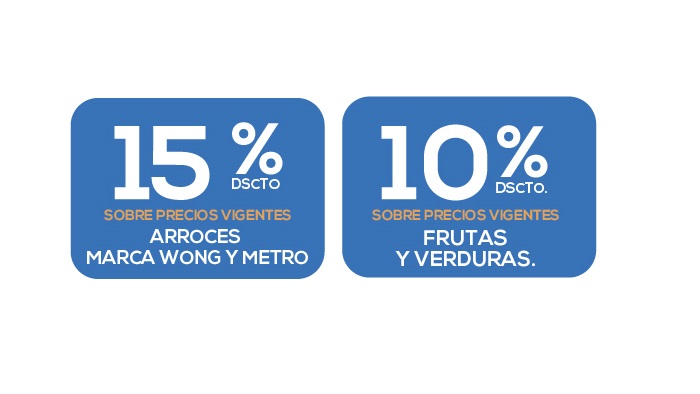 15 %
DSCTO
SOBRE PRECIOS VIGENTES
ARROCES
MARCA WONG Y METRO
10 %
DSCTO.
SOBRE PRECIOS VIGENTES
FRUTAS
Y VERDURAS.